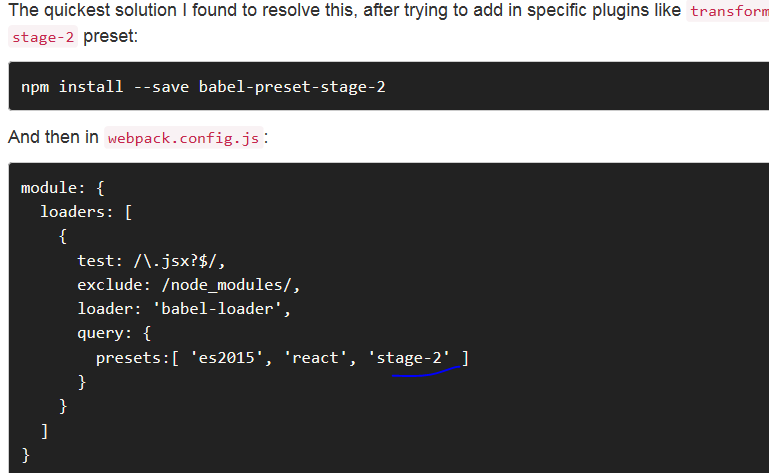 The quickest solution I found to resolve this, after trying to add in specific plugins like transform
stage-2 preset:
npm install --save babel-preset-stage-2
And then in webpack.config.js:
module: {
  loaders: [
    {
      test: /\.jsx?$/,
      exclude: /node_modules/,
      loader: 'babel-loader',
      query: {
        presets:[ 'es2015', 'react', 'stage-2' ]
      }
    }
  ]
}